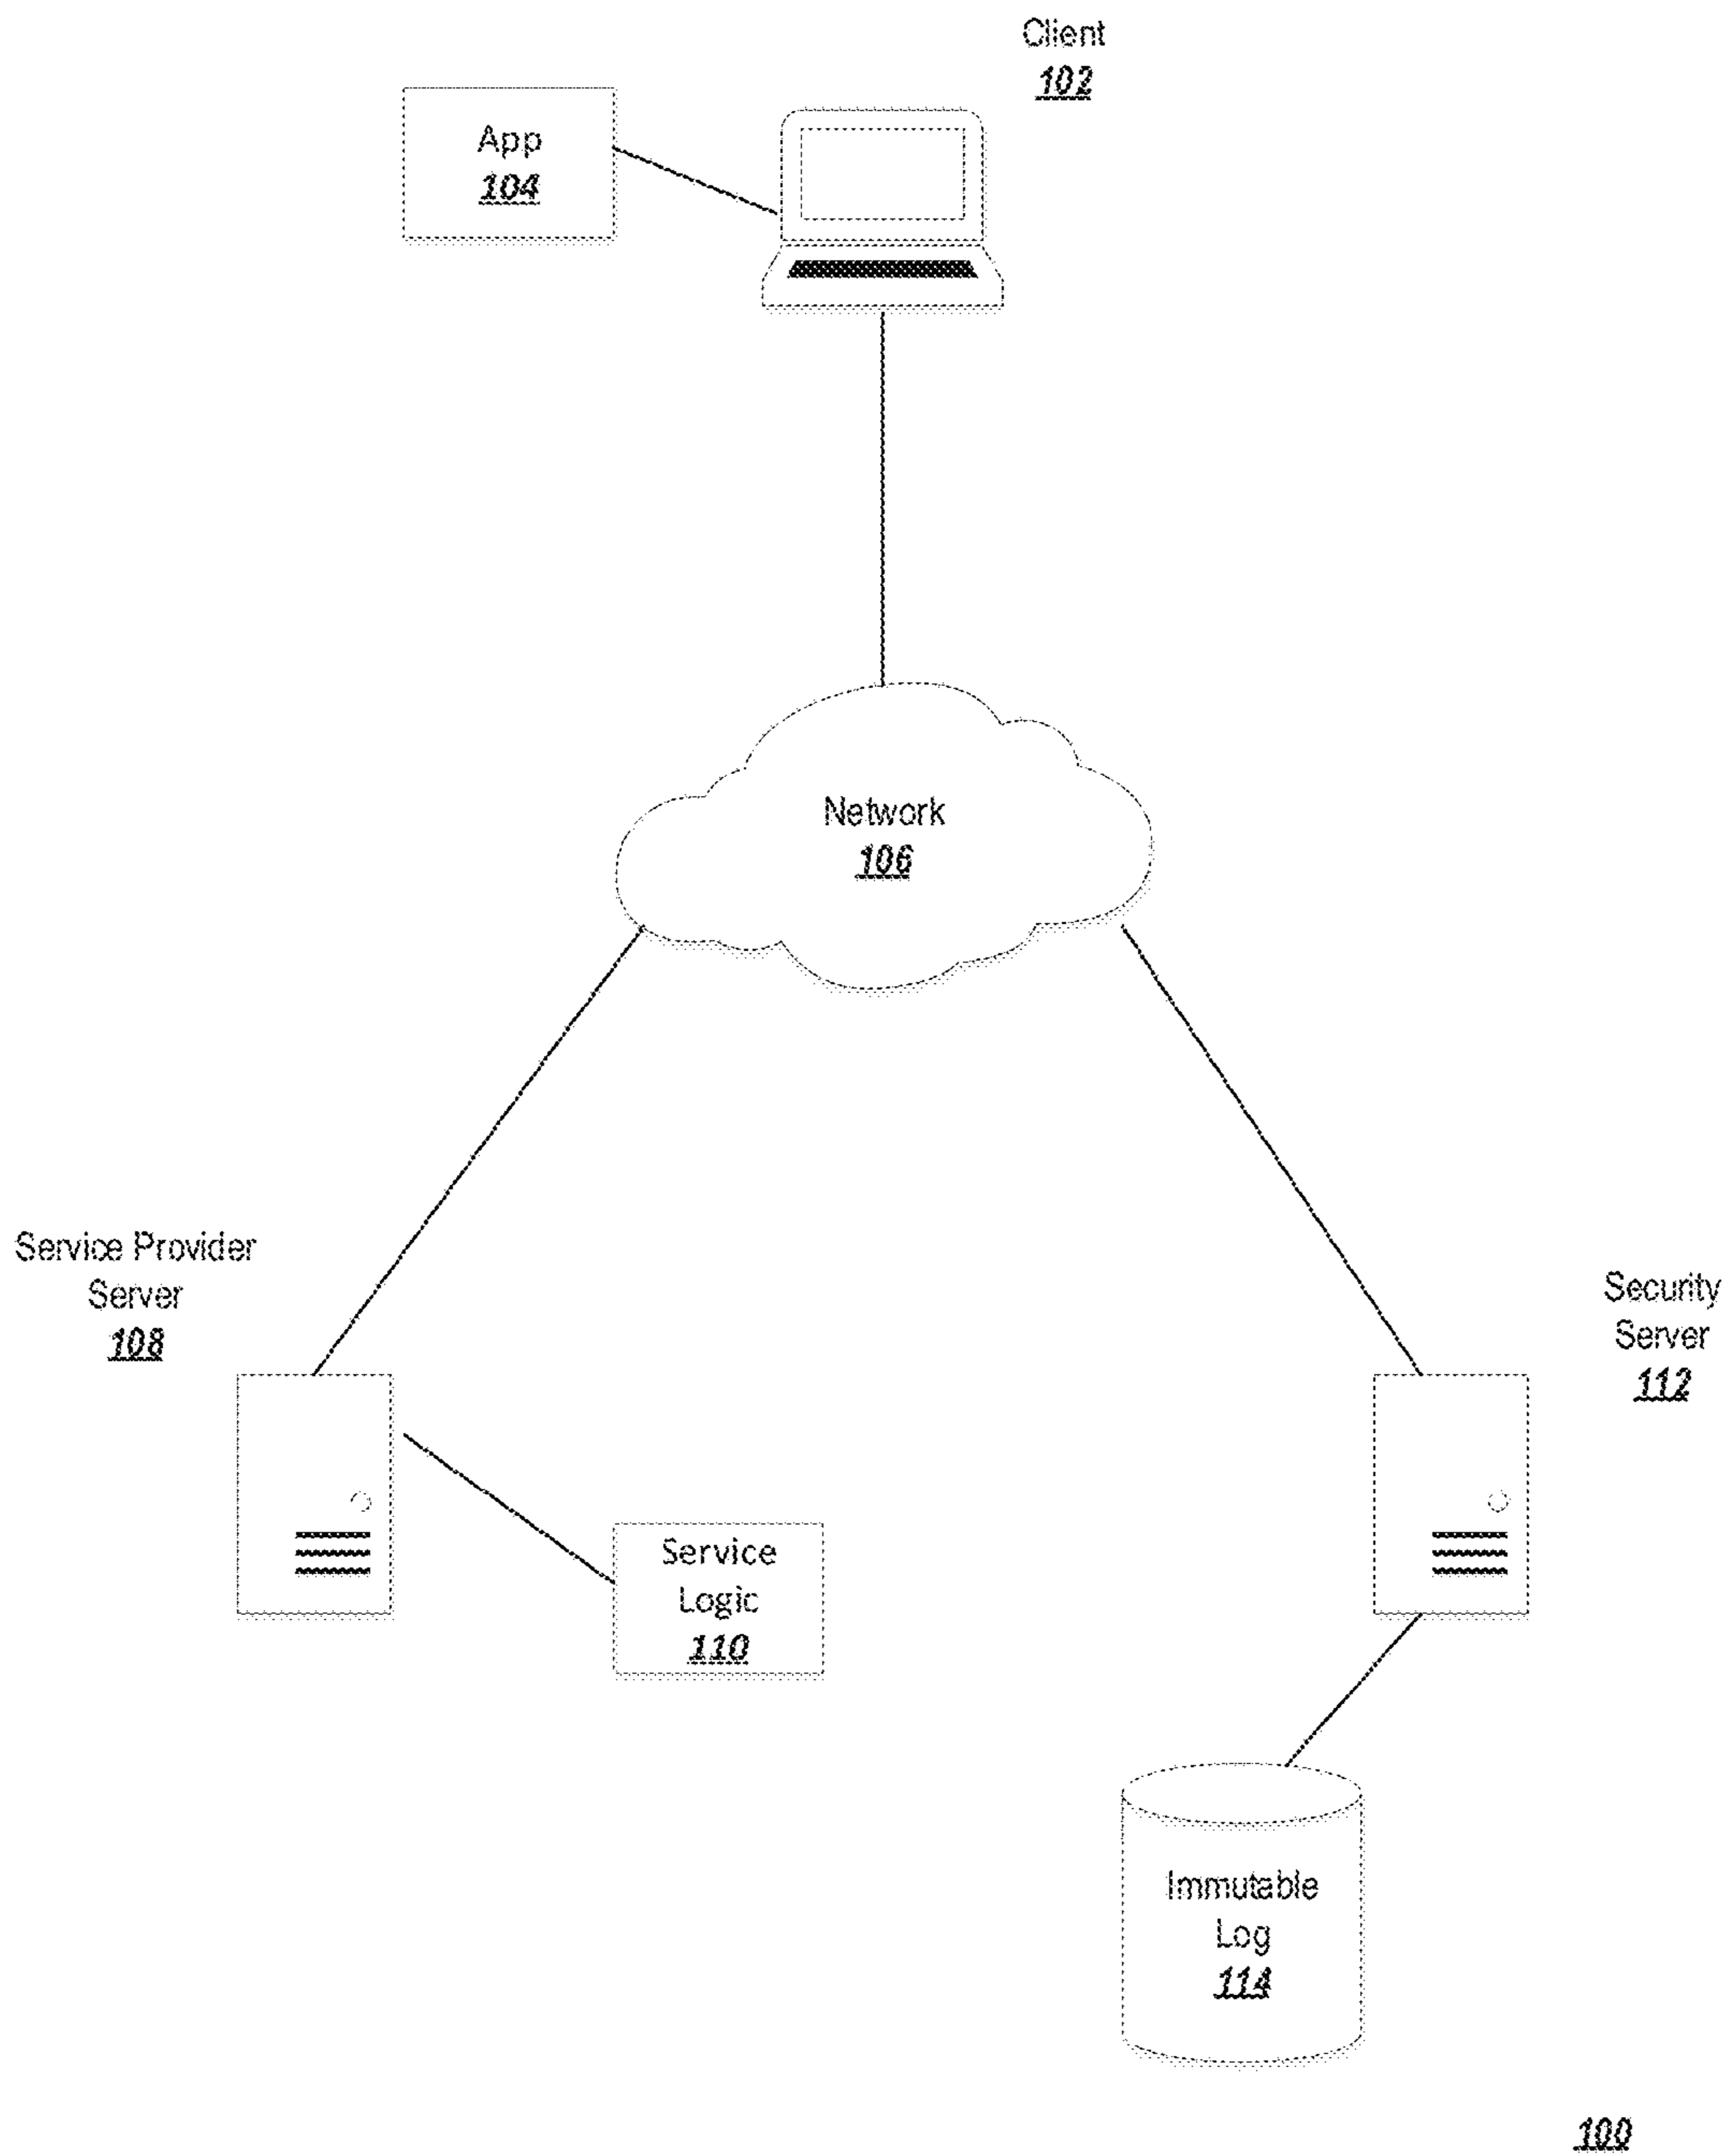 Client
102
App
104
Network
106
Service Provider
Server
108
Security
Server
112
Service
Logic
110
Immutable
Log
114
100